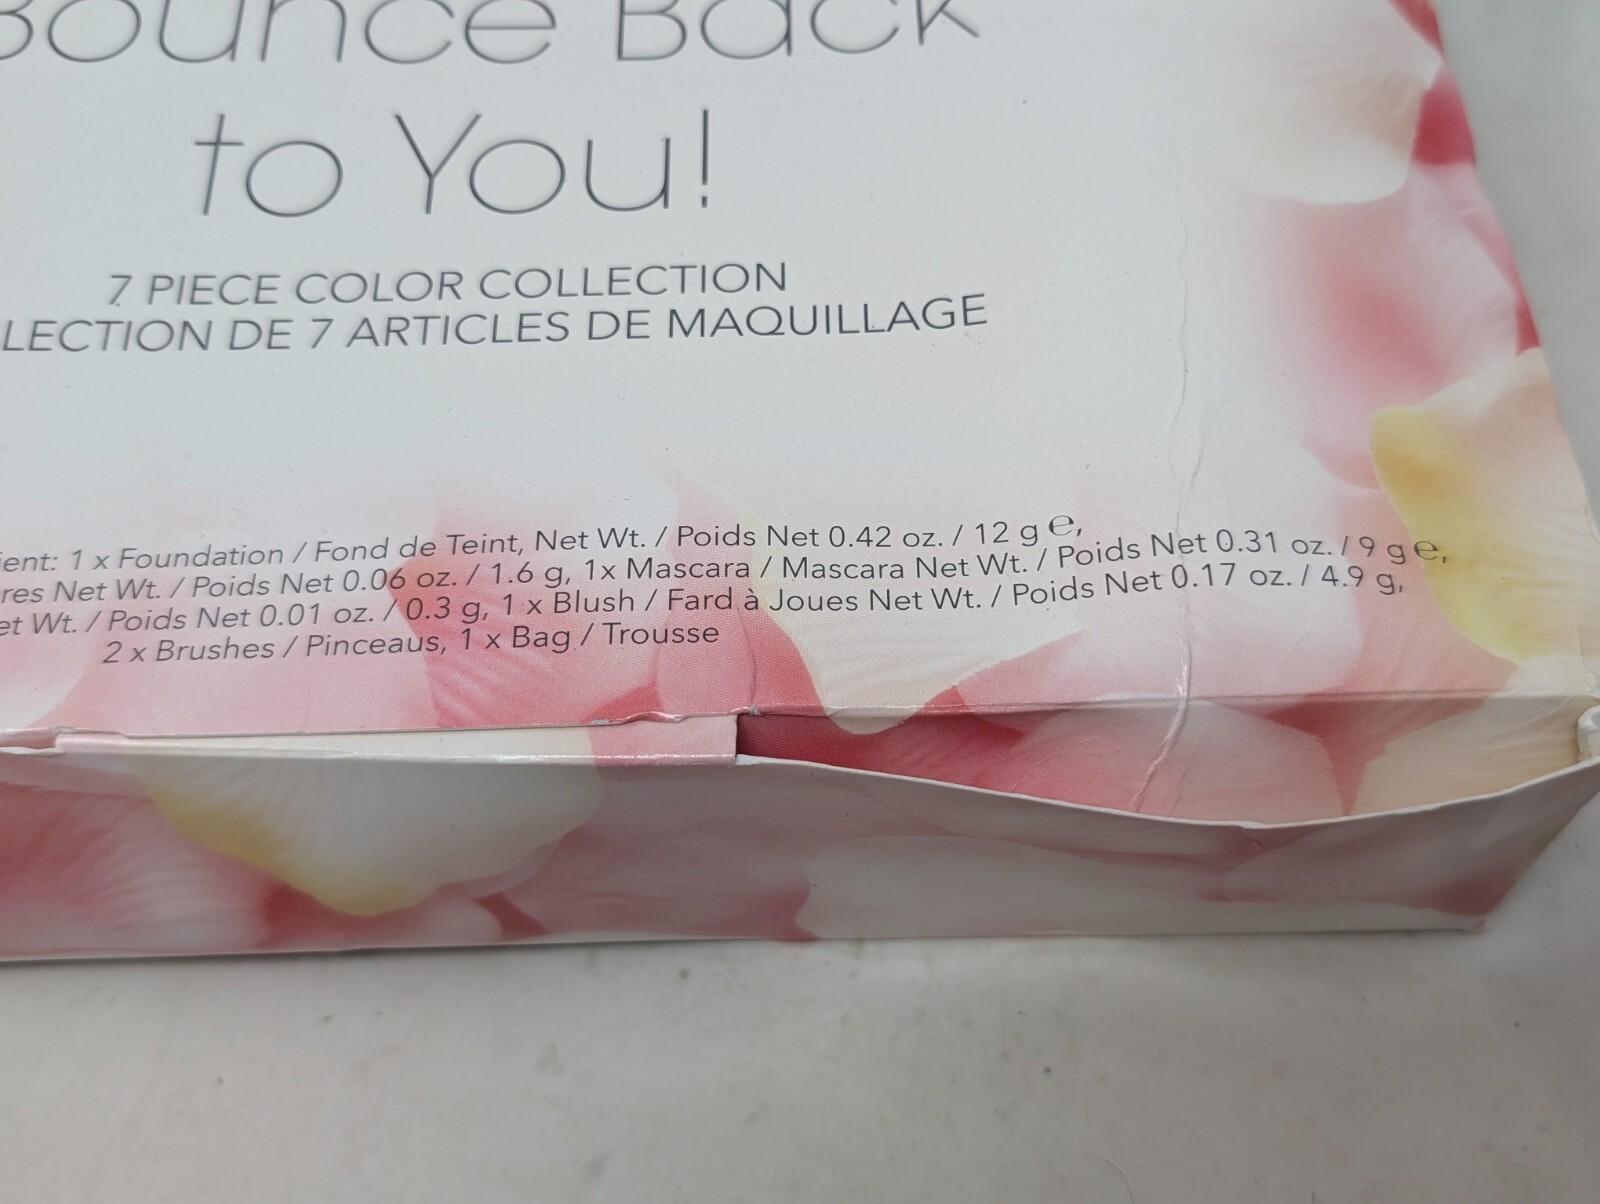 Bounce Back
to You!
7 PIECE COLOR COLLECTION
LECTION DE 7 ARTICLES DE MAQUILLAGE
ient: 1 x Foundation / Fond de Teint, Net Wt. / Poids Net 0.42 oz. / 12 g ℮,
res Net Wt. / Poids Net 0.06 oz. / 1.6 g, 1x Mascara / Mascara Net Wt. / Poids Net 0.31 oz. / 9 g ℮,
et Wt. / Poids Net 0.01 oz. / 0.3 g, 1 x Blush / Fard à Joues Net Wt. / Poids Net 0.17 oz. / 4.9 g,
2 x Brushes / Pinceaus, 1 x Bag / Trousse